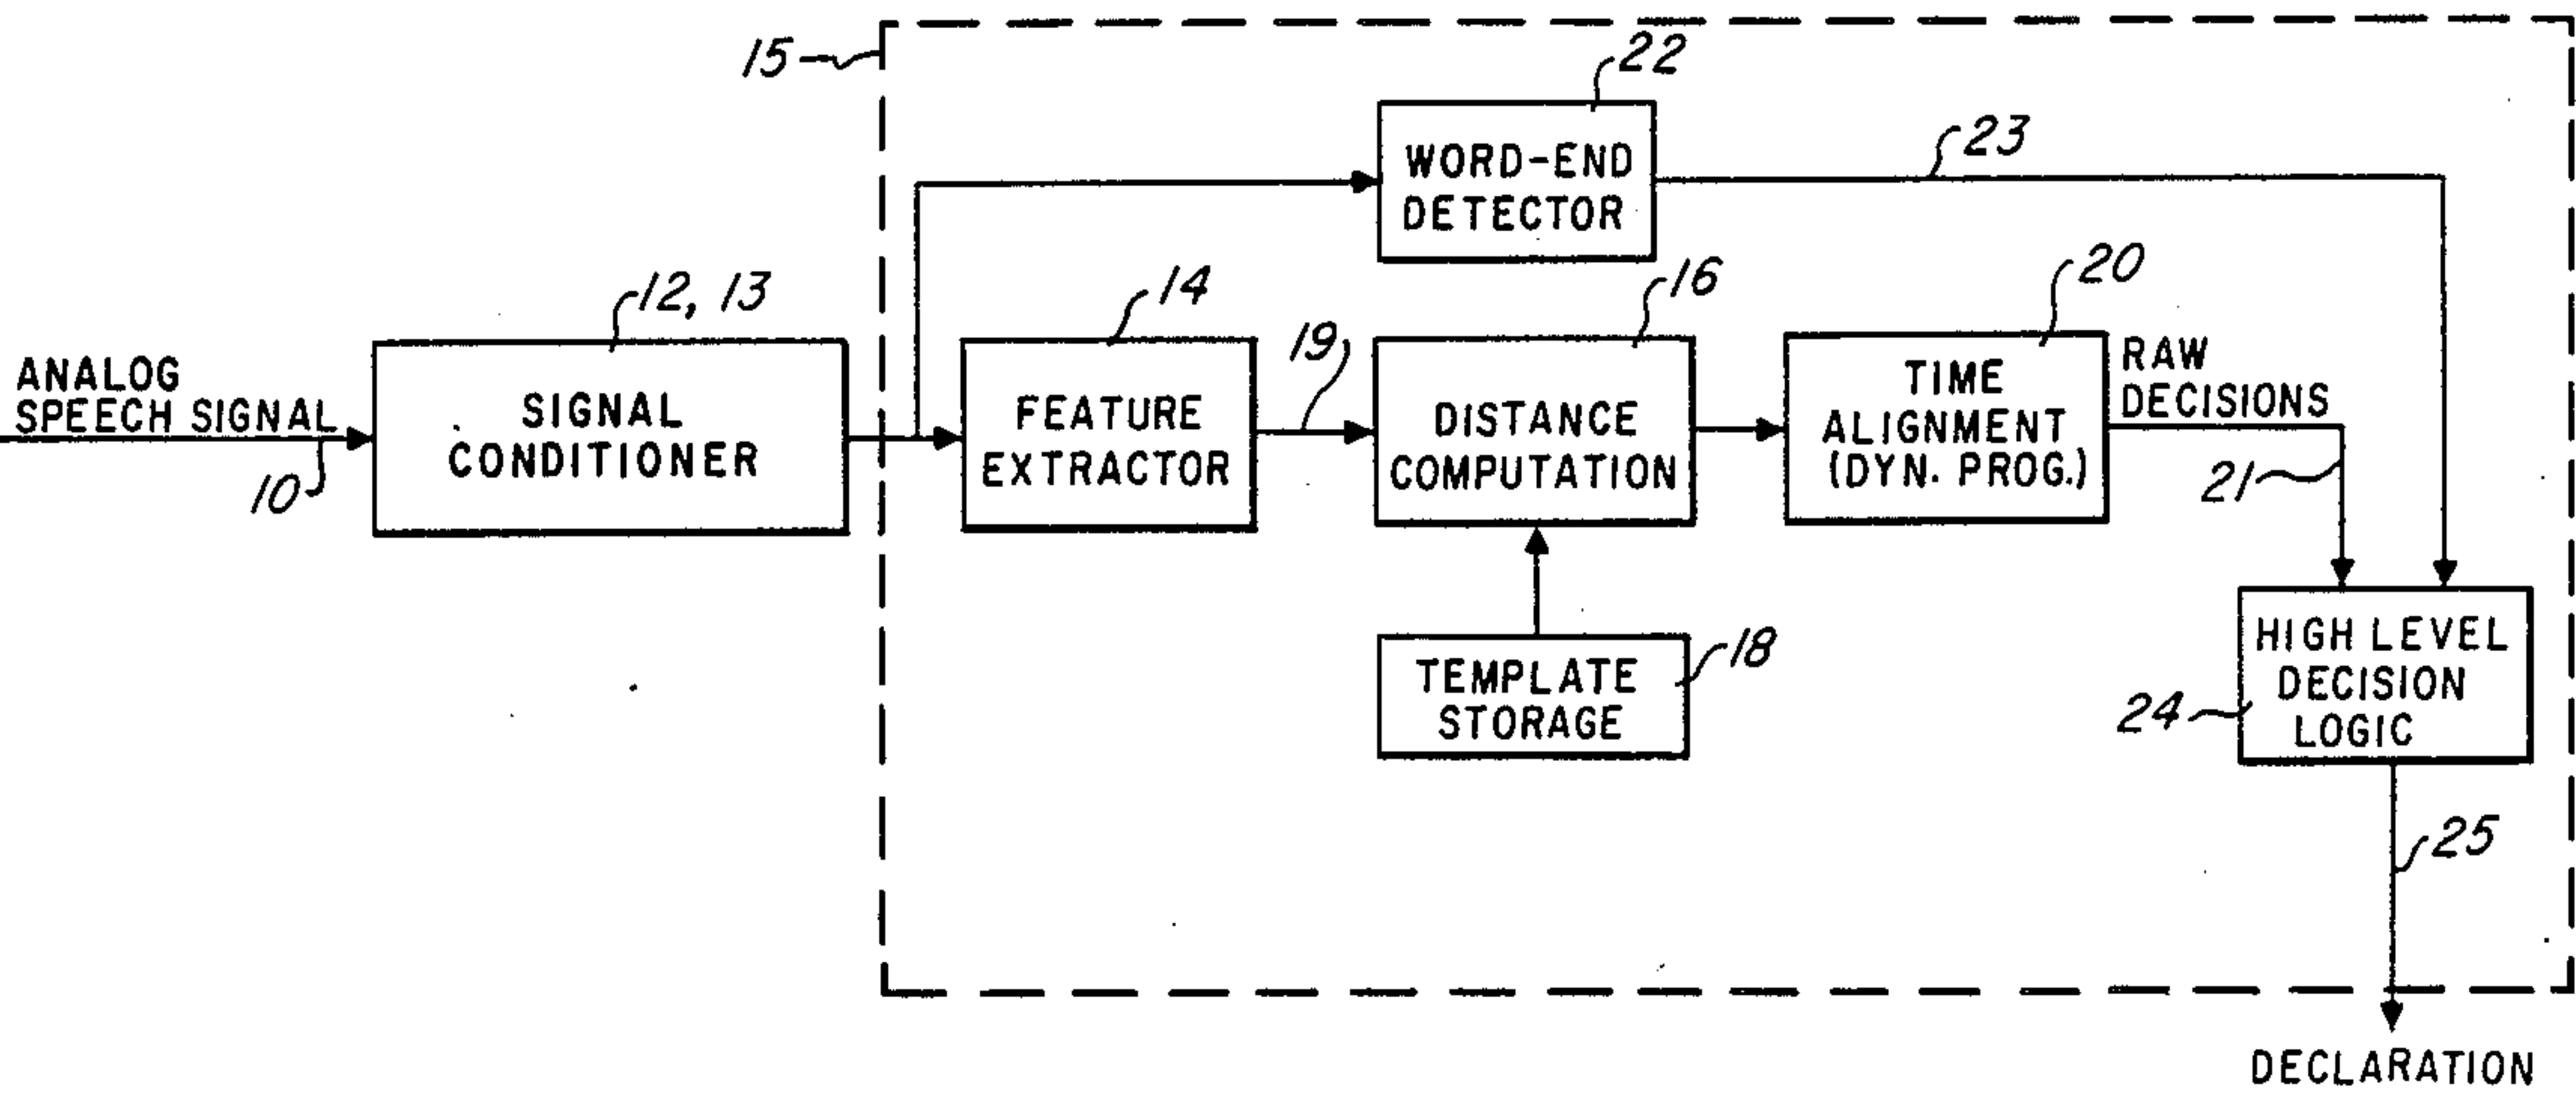 15
22
WORD-END
DETECTOR
23
12, 13
14
16
20
ANALOG
SPEECH SIGNAL
10
SIGNAL
CONDITIONER
FEATURE
EXTRACTOR
19
DISTANCE
COMPUTATION
TIME
ALIGNMENT
(DYN. PROG.)
RAW
DECISIONS
21
TEMPLATE
STORAGE
18
HIGH LEVEL
DECISION
LOGIC
24
25
DECLARATION